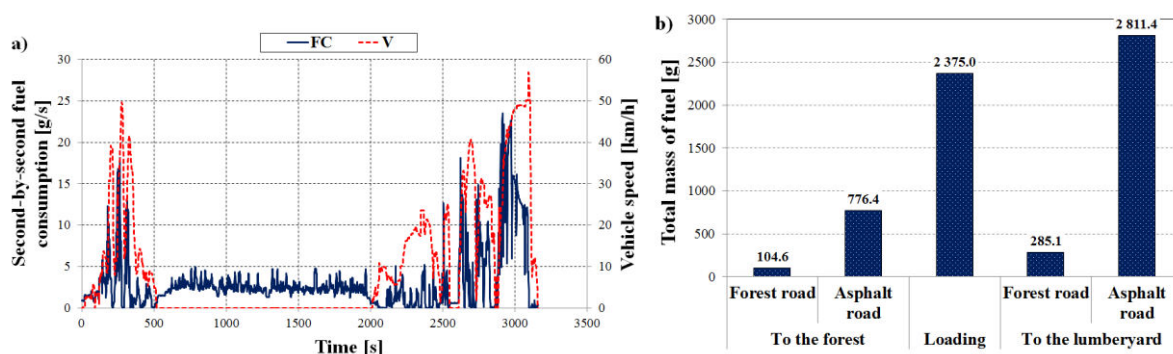 a)
FC
V
Second-by-second fuel
consumption [g/s]
30
25
20
15
10
5
0
60
50
40
30
20
10
0
Vehicle speed [km/h]
0
500
1000
1500
2000
2500
3000
3500
Time [s]
b)
Total mass of fuel [g]
3000
2500
2000
1500
1000
500
0
104.6
776.4
2 375.0
285.1
2 811.4
Forest road
Asphalt
road
Forest road
Asphalt
road
To the forest
Loading
To the lumberyard